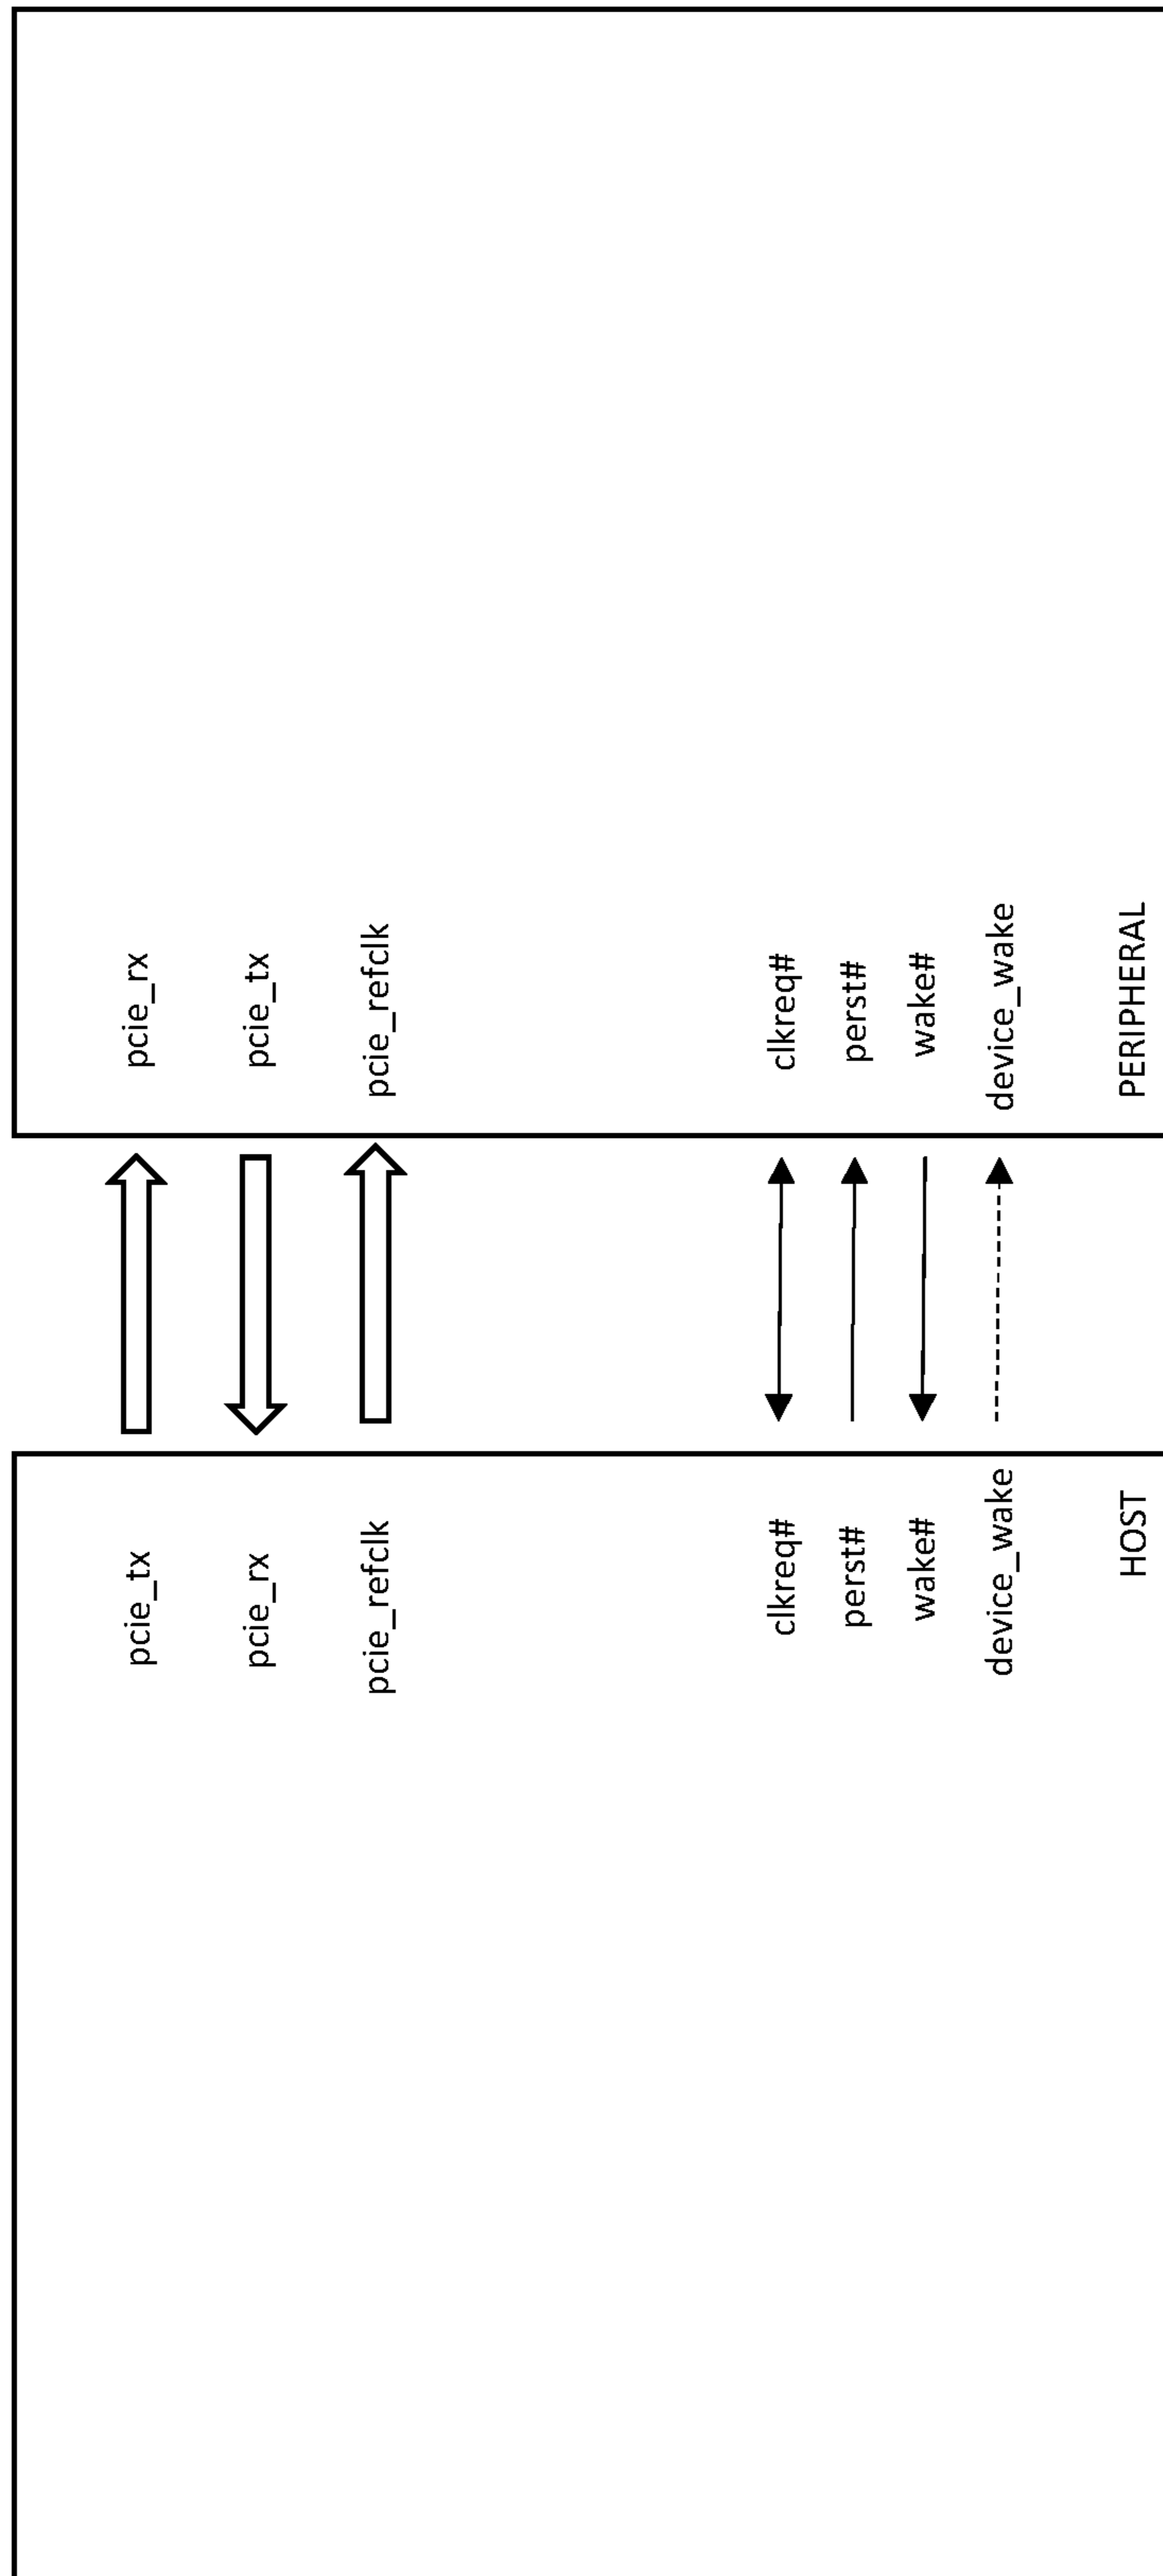 pcie_tx
pcie_rx
pcie_refclk
clkreq#
perst#
wake#
device_wake
HOST
pcie_rx
pcie_tx
pcie_refclk
clkreq#
perst#
wake#
device_wake
PERIPHERAL